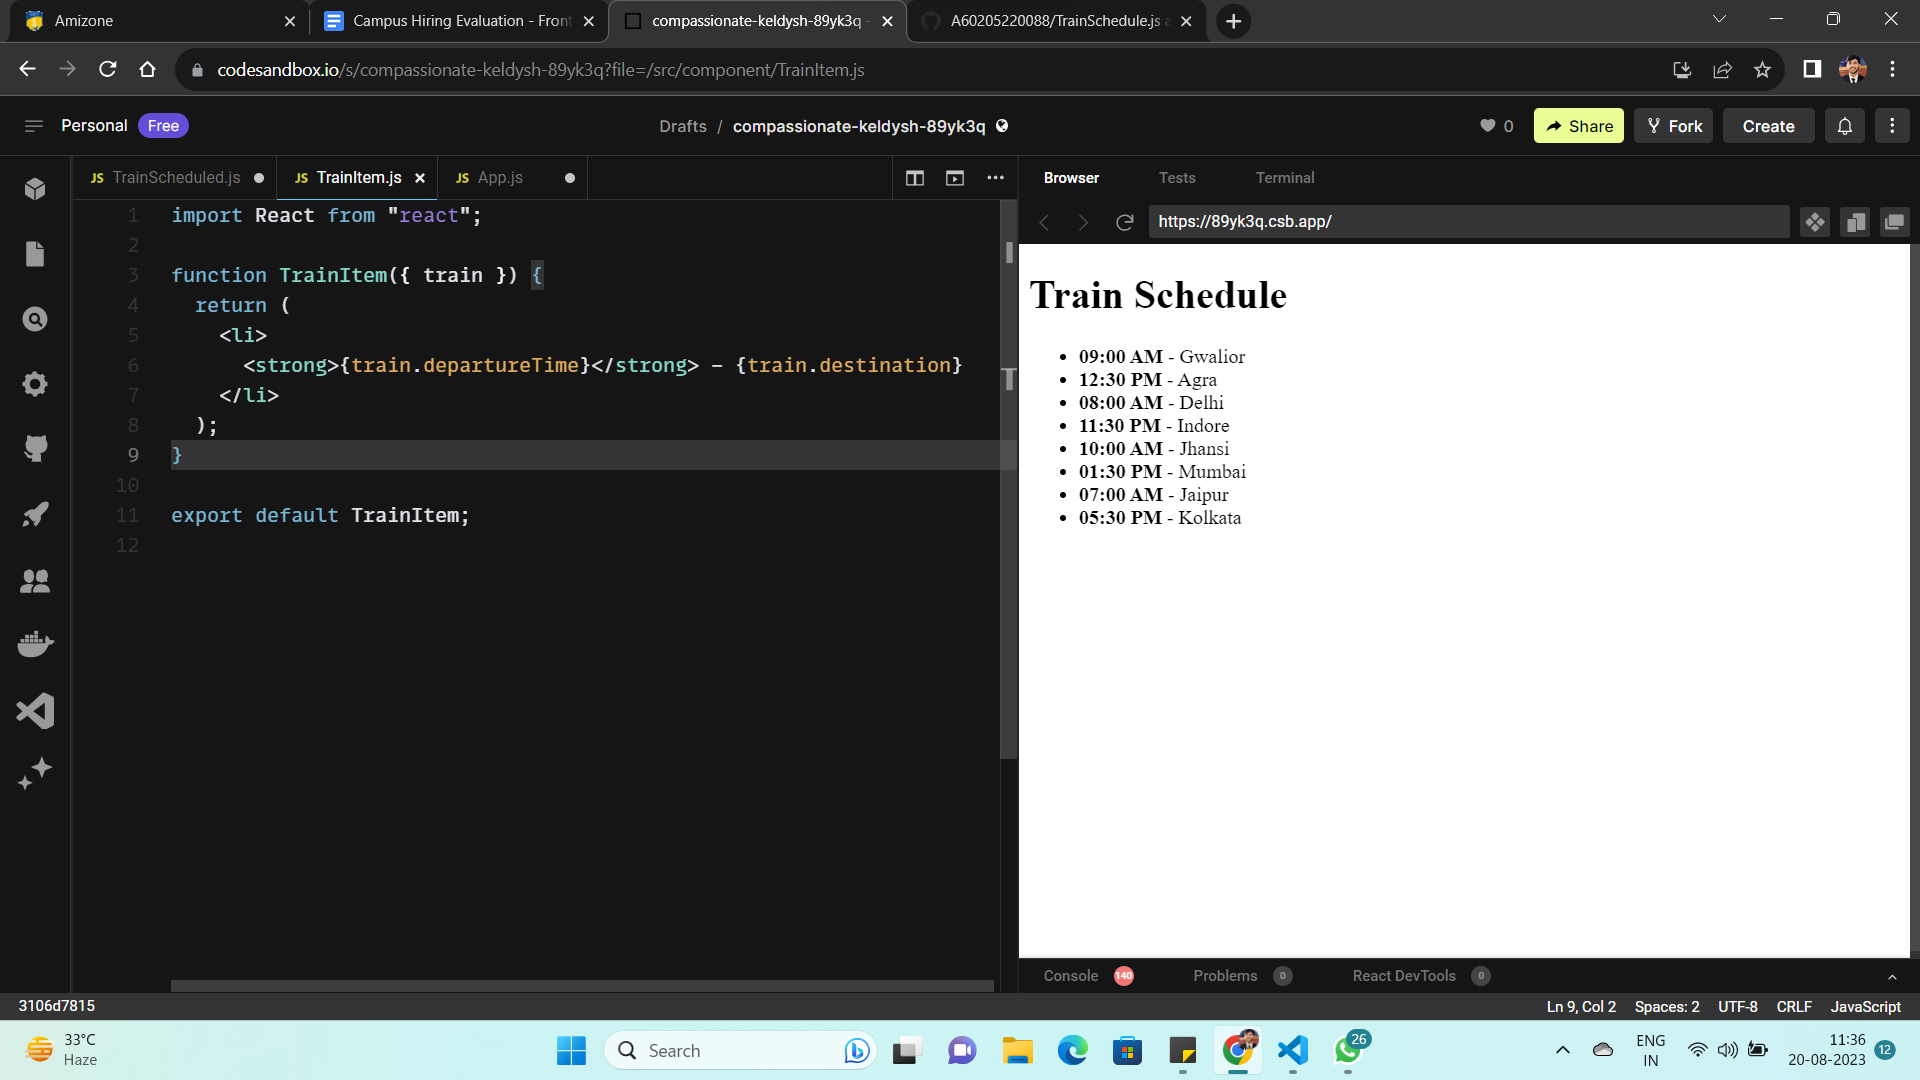 Amizone
Campus Hiring Evaluation - Front
compassionate-keldysh-89yk3q -
A60205220088/TrainSchedule.js a
codesandbox.io/s/compassionate-keldysh-89yk3q?file=/src/component/TrainItem.js
Personal Free
Drafts / compassionate-keldysh-89yk3q
0 Share Fork Create
JS TrainScheduled.js JS TrainItem.js JS App.js
Browser Tests Terminal
https://89yk3q.csb.app/
1 import React from "react";
2
3 function TrainItem({ train }) {
4 return (
5 <li>
6 <strong>{train.departureTime}</strong> - {train.destination}
7 </li>
8 );
9 }
10
11 export default TrainItem;
12
Train Schedule
• 09:00 AM - Gwalior
• 12:30 PM - Agra
• 08:00 AM - Delhi
• 11:30 PM - Indore
• 10:00 AM - Jhansi
• 01:30 PM - Mumbai
• 07:00 AM - Jaipur
• 05:30 PM - Kolkata
Console 140 Problems 0 React DevTools 0
3106d7815
Ln 9, Col 2 Spaces: 2 UTF-8 CRLF JavaScript
33°C
Haze
Search
26
ENG
IN
11:36
20-08-2023
12